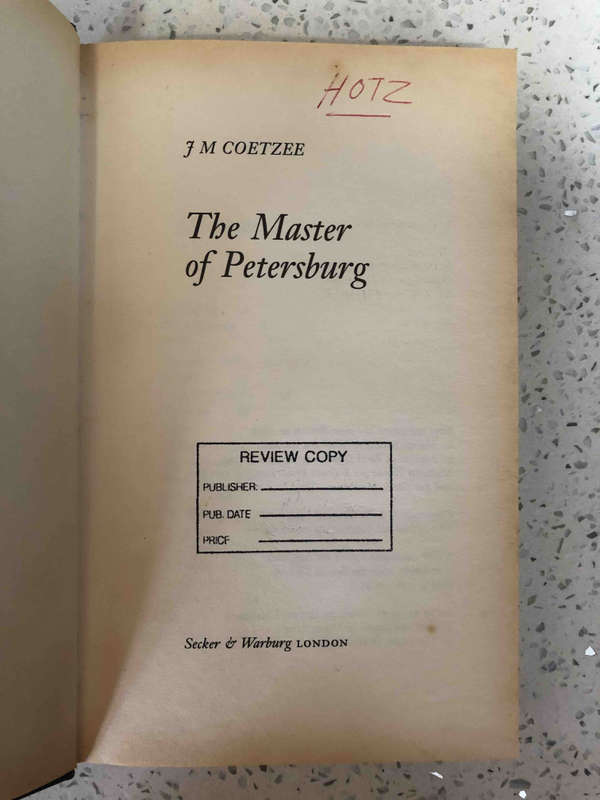 HOTZ
J M COETZEE
The Master
of Petersburg
REVIEW COPY
PUBLISHER:
PUB. DATE
PRICE
Secker & Warburg LONDON